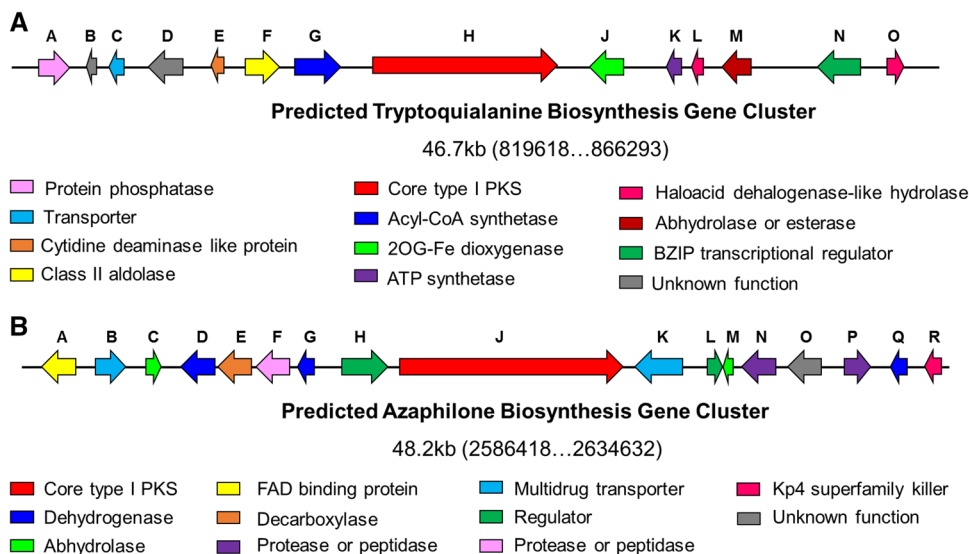 A
A B C D E F G H J K L M N O
Predicted Tryptoquialanine Biosynthesis Gene Cluster
46.7kb (819618…866293)
Protein phosphatase
Transporter
Cytidine deaminase like protein
Class II aldolase
Core type I PKS
Acyl-CoA synthetase
2OG-Fe dioxygenase
ATP synthetase
Haloacid dehalogenase-like hydrolase
Abhydrolase or esterase
BZIP transcriptional regulator
Unknown function
B
A B C D E F G H J K L M N O P Q R
Predicted Azaphilone Biosynthesis Gene Cluster
48.2kb (2586418…2634632)
Core type I PKS
Dehydrogenase
Abhydrolase
FAD binding protein
Decarboxylase
Protease or peptidase
Multidrug transporter
Regulator
Protease or peptidase
Kp4 superfamily killer
Unknown function